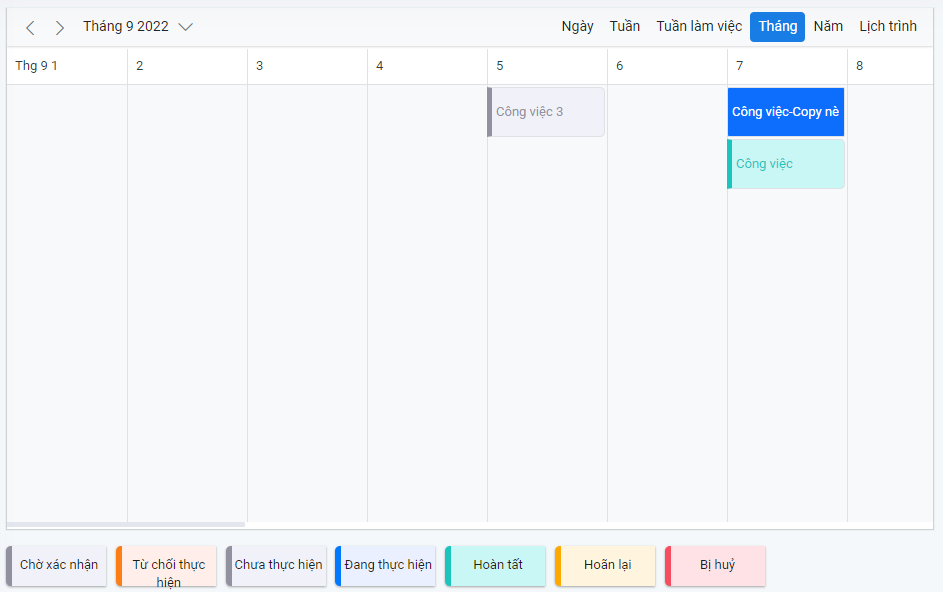 Tháng 9 2022
Ngày Tuần Tuần làm việc Tháng Năm Lịch trình
Thg 9 1 2 3 4 5 6 7 8
Công việc 3
Công việc-Copy nè
Công việc
Chờ xác nhận
Từ chối thực
hiện
Chưa thực hiện
Đang thực hiện
Hoàn tất
Hoãn lại
Bị huỷ